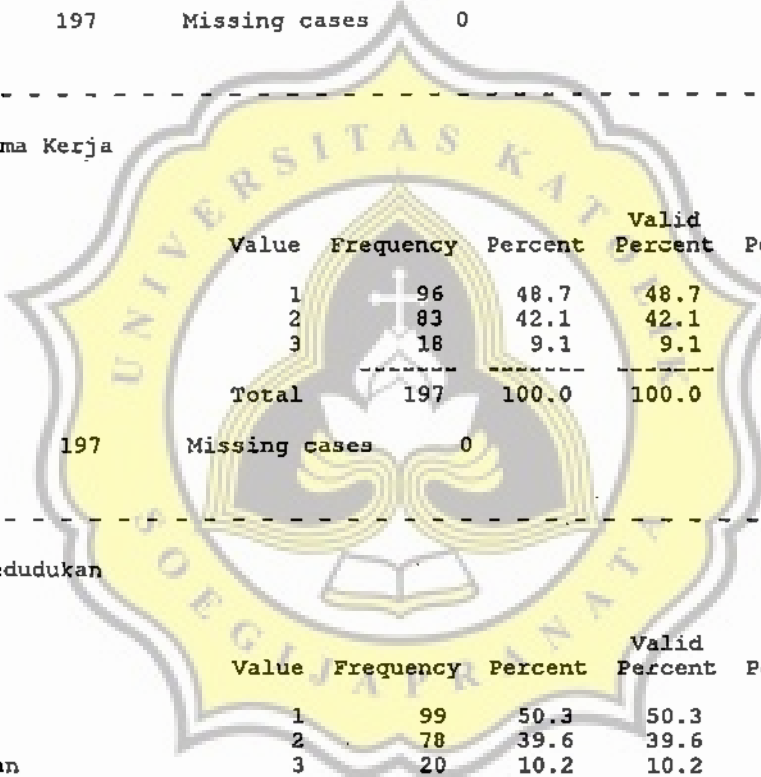 197 Missing cases 0
ma Kerja
Valid
Value Frequency Percent Percent
1 96 48.7 48.7
2 83 42.1 42.1
3 18 9.1 9.1
Total 197 100.0 100.0
197 Missing cases 0
edudukan
Valid
Value Frequency Percent Percent
1 99 50.3 50.3
2 78 39.6 39.6
3 20 10.2 10.2
UNIVERSITAS KATOLIK
SOEGIJAPRANATA